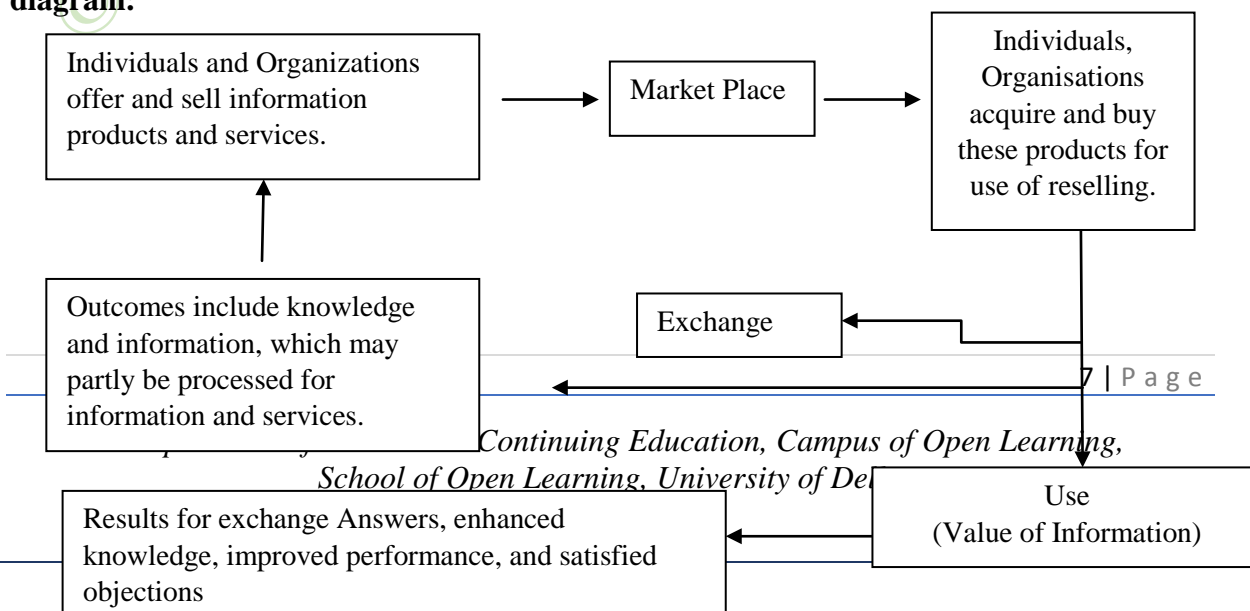 diagram.
Individuals and Organizations
offer and sell information
products and services.
Market Place
Individuals,
Organisations
acquire and buy
these products for
use of reselling.
Outcomes include knowledge
and information, which may
partly be processed for
information and services.
Exchange
7 | Page
Continuing Education, Campus of Open Learning,
School of Open Learning, University of
Use
(Value of Information)
Results for exchange Answers, enhanced
knowledge, improved performance, and satisfied
objections